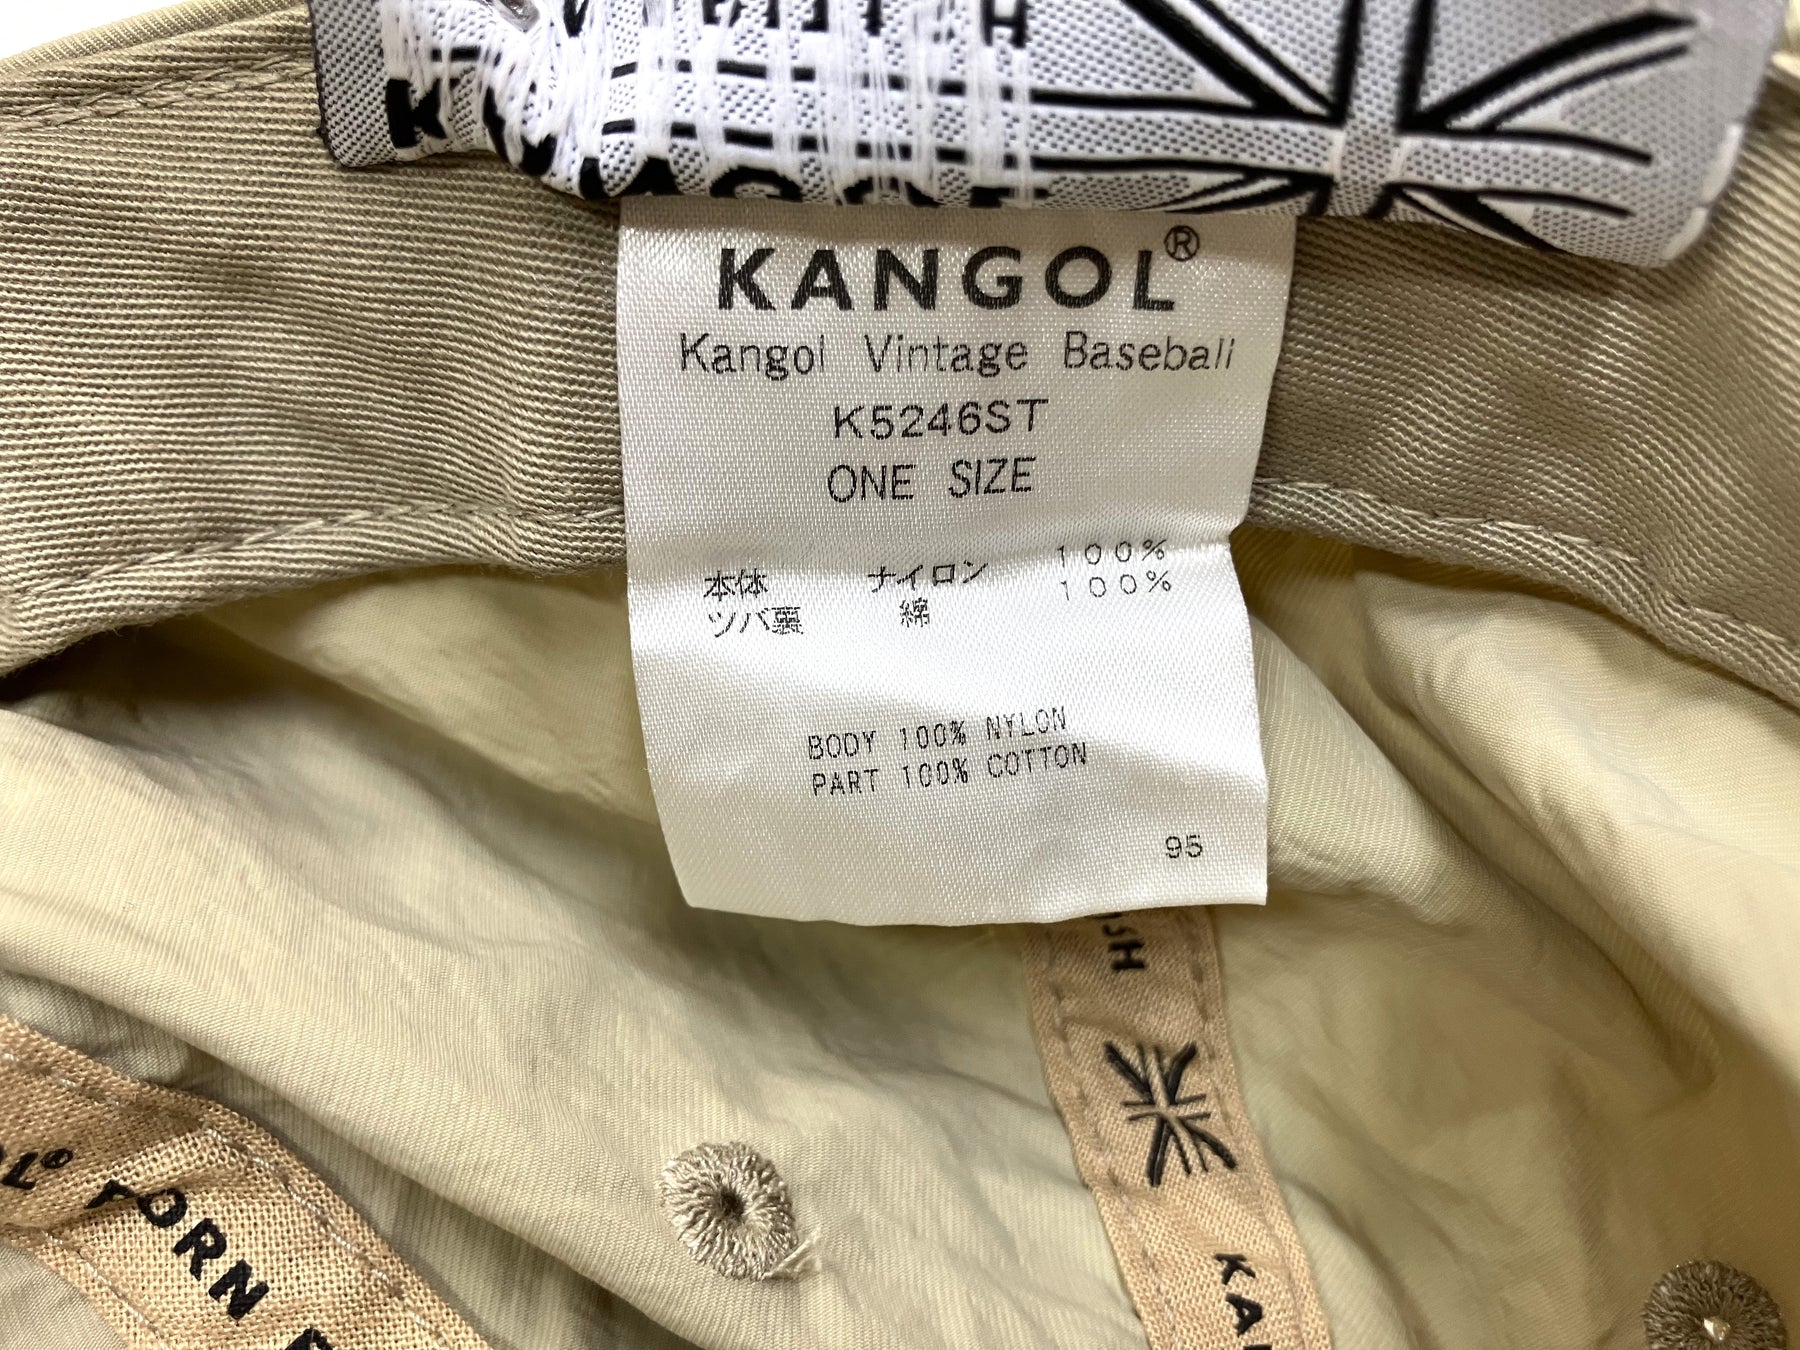 KANGOL
KANGOL®
Kangol Vintage Baseball
K5246ST
ONE SIZE
本体 ナイロン 100%
ツバ裏 綿 100%
BODY 100% NYLON
PART 100% COTTON
95